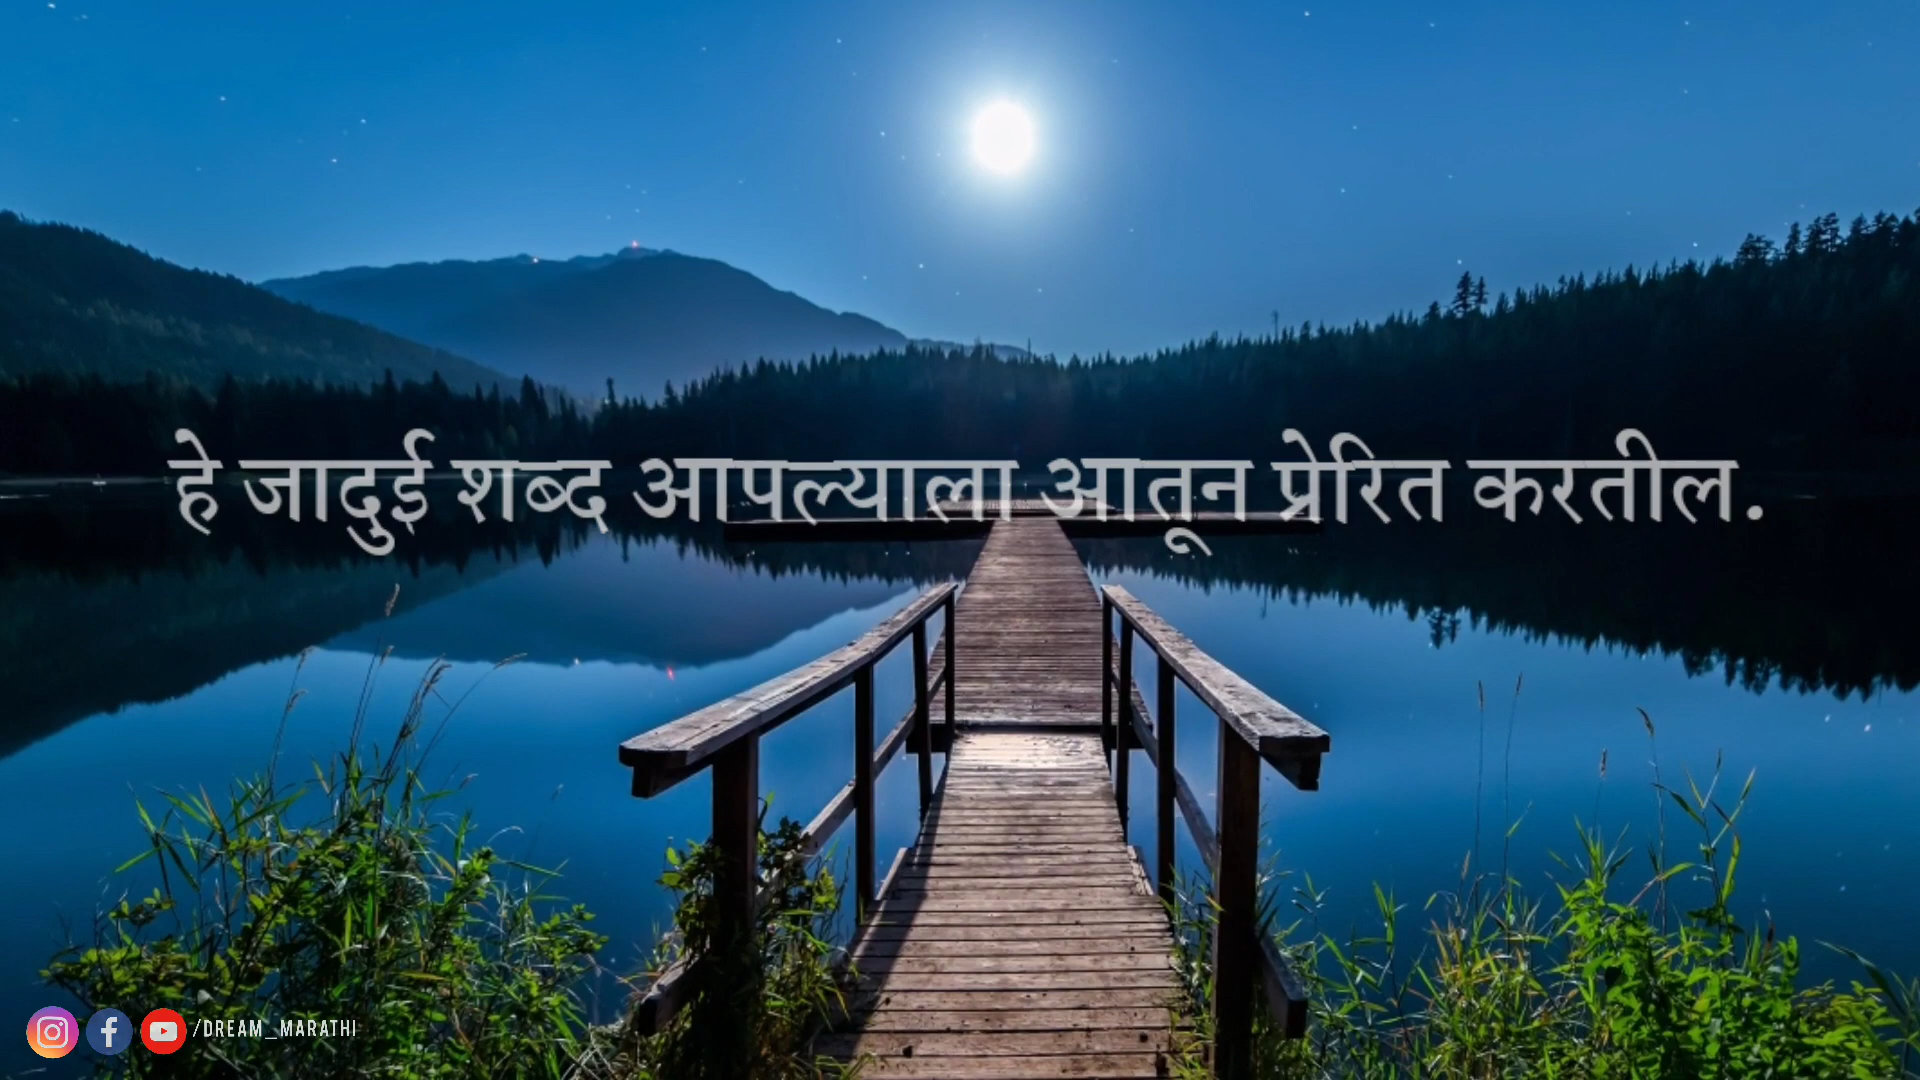 हे जादुई शब्द आपल्याला आतून प्रेरित करतील.
/DREAM_MARATHI